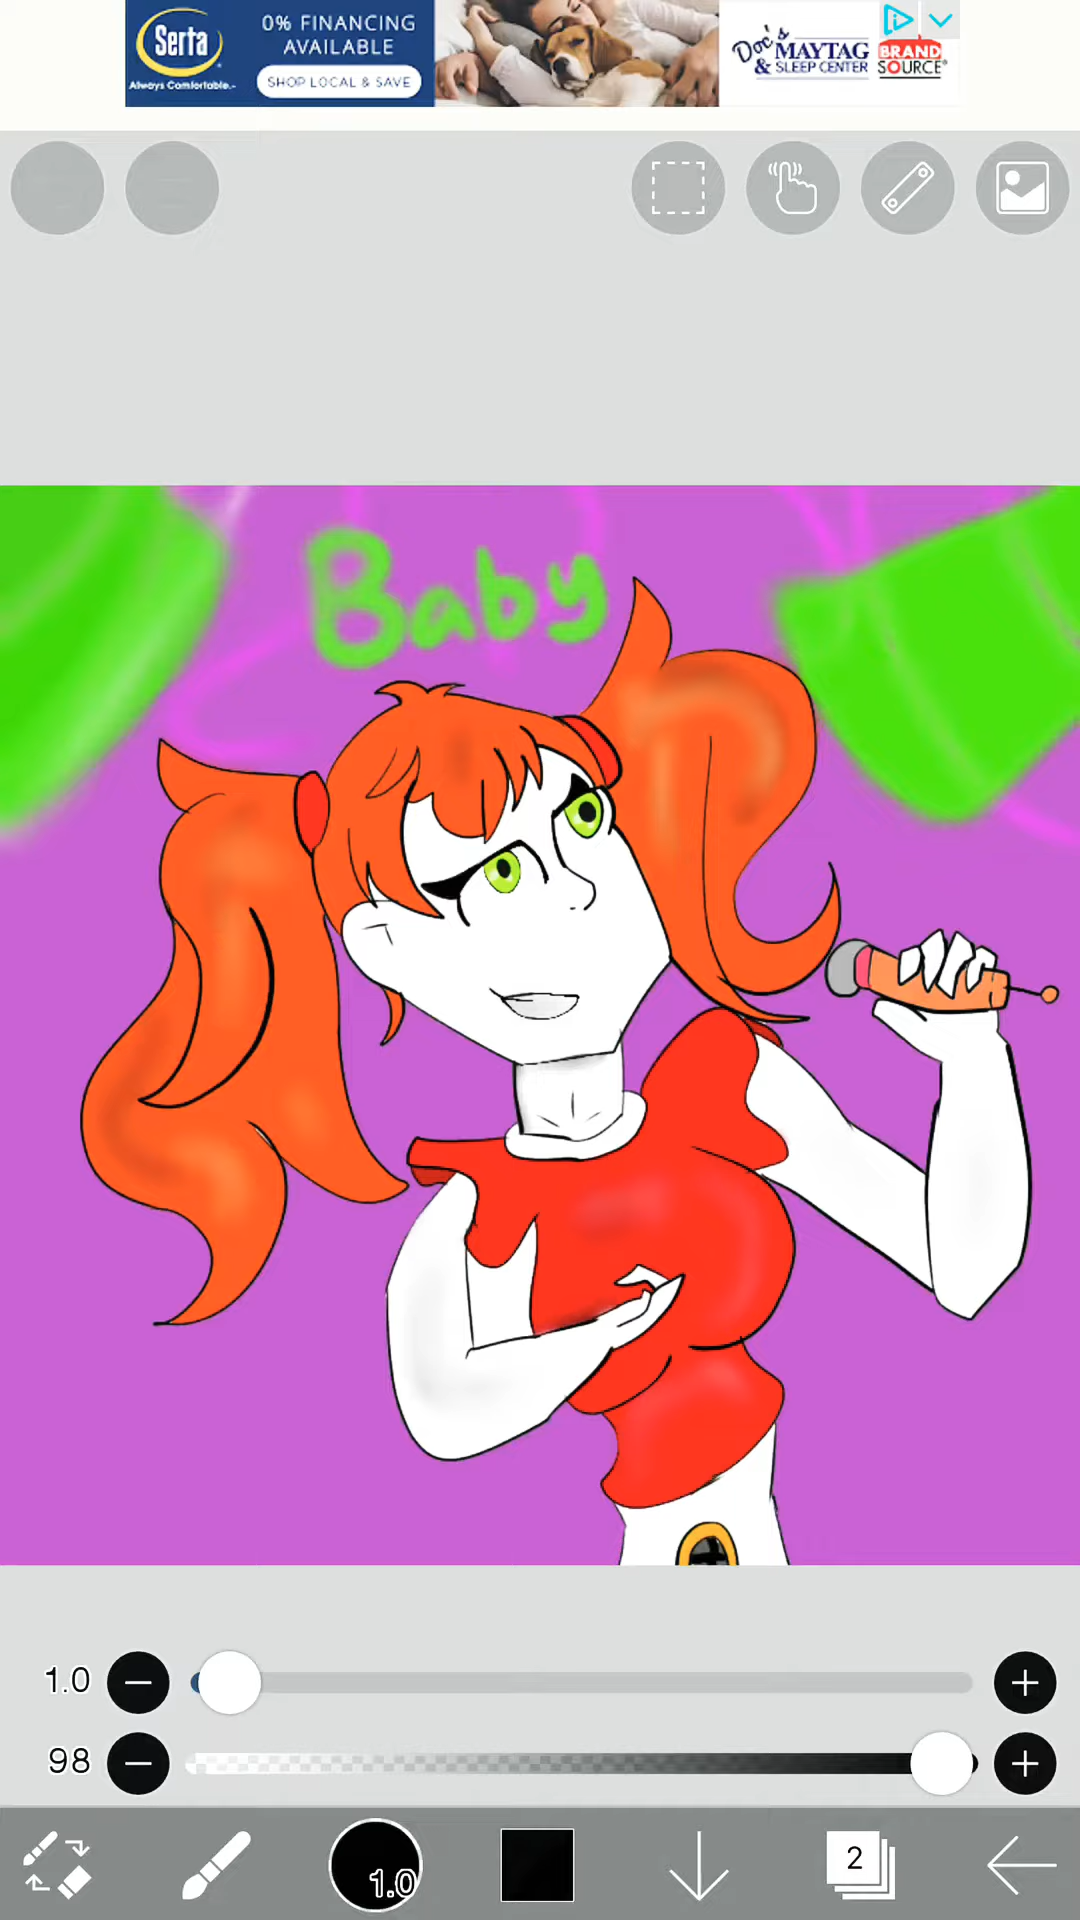 Serta
Always Comfortable.
0% FINANCING
AVAILABLE
SHOP LOCAL & SAVE
Doc's
MAYTAG
& SLEEP CENTER
BRAND
SOURCE
Baby
1.0
98
1.0
2